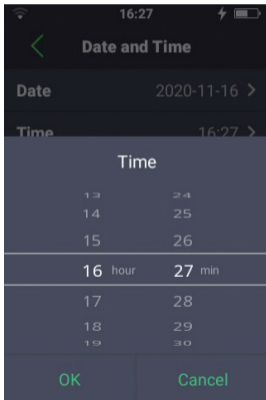 16:27
Date and Time
Date 2020-11-16
Time 16:27
Time
13 24
14 25
15 26
16 hour 27 min
17 28
18 29
19 30
OK Cancel